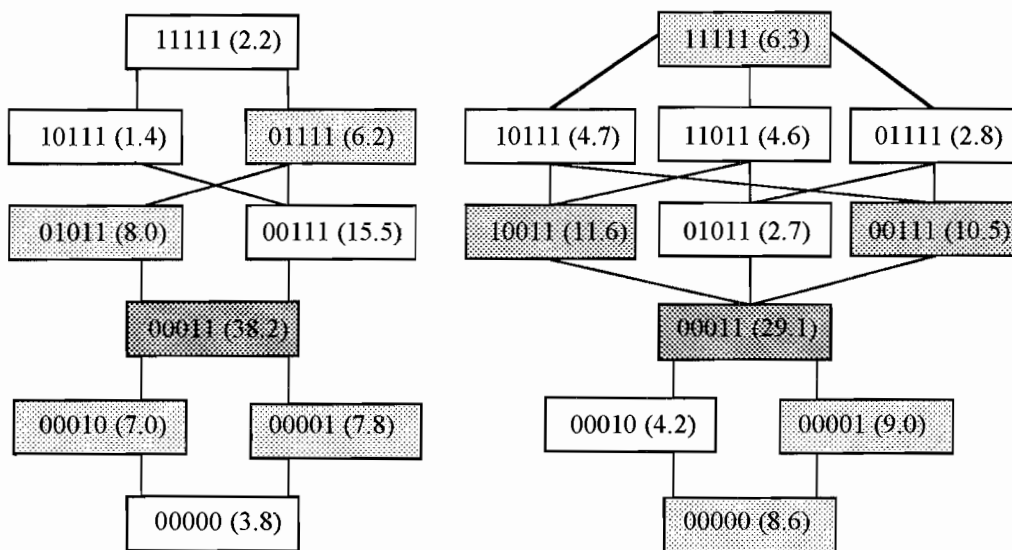 11111 (2.2)
10111 (1.4) 01111 (6.2)
01011 (8.0) 00111 (15.5)
00011 (38.2)
00010 (7.0) 00001 (7.8)
00000 (3.8)
11111 (6.3)
10111 (4.7) 11011 (4.6) 01111 (2.8)
10011 (11.6) 01011 (2.7) 00111 (10.5)
00011 (29.1)
00010 (4.2) 00001 (9.0)
00000 (8.6)